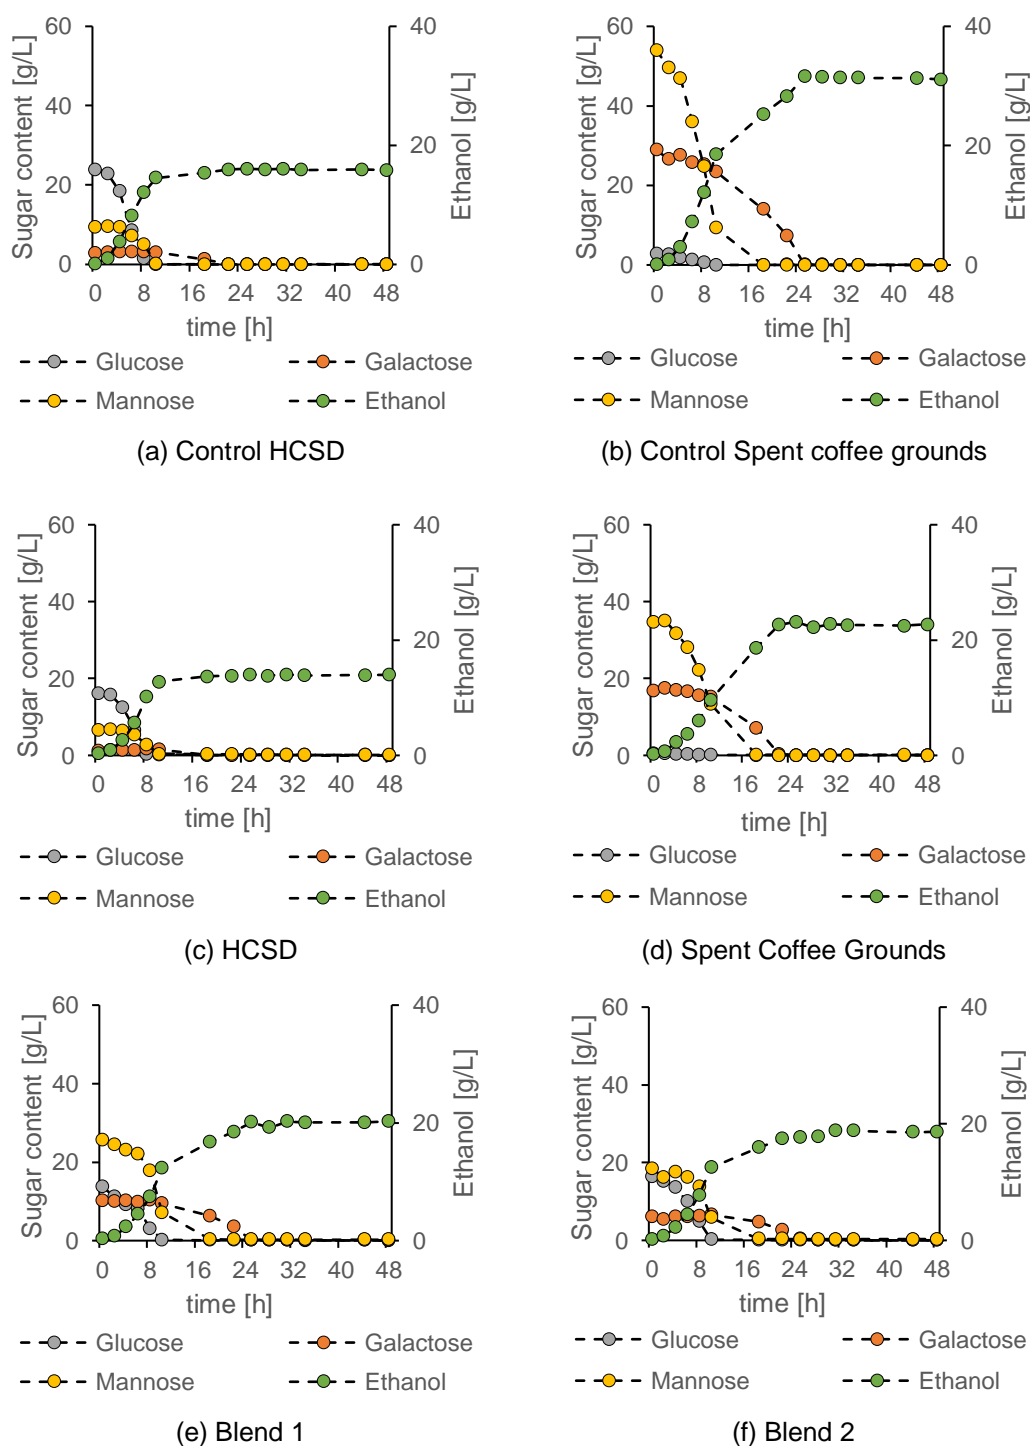 60
40
20
0
Sugar content [g/L]
40
20
0
Ethanol [g/L]
0 8 16 24 32 40 48
time [h]
Glucose Galactose
Mannose Ethanol
(a) Control HCSD
60
40
20
0
Sugar content [g/L]
40
20
0
Ethanol [g/L]
0 8 16 24 32 40 48
time [h]
Glucose Galactose
Mannose Ethanol
(b) Control Spent coffee grounds
60
40
20
0
Sugar content [g/L]
40
20
0
Ethanol [g/L]
0 8 16 24 32 40 48
time [h]
Glucose Galactose
Mannose Ethanol
(c) HCSD
60
40
20
0
Sugar content [g/L]
40
20
0
Ethanol [g/L]
0 8 16 24 32 40 48
time [h]
Glucose Galactose
Mannose Ethanol
(d) Spent Coffee Grounds
60
40
20
0
Sugar content [g/L]
40
20
0
Ethanol [g/L]
0 8 16 24 32 40 48
time [h]
Glucose Galactose
Mannose Ethanol
(e) Blend 1
60
40
20
0
Sugar content [g/L]
40
20
0
Ethanol [g/L]
0 8 16 24 32 40 48
time [h]
Glucose Galactose
Mannose Ethanol
(f) Blend 2